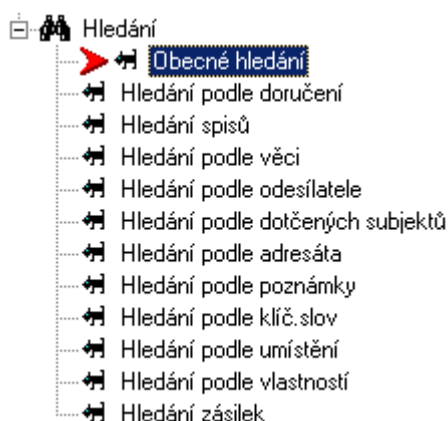 Hledání
Obecné hledání
Hledání podle doručení
Hledání spisů
Hledání podle věci
Hledání podle odesílatele
Hledání podle dotčených subjektů
Hledání podle adresáta
Hledání podle poznámky
Hledání podle klíč.slov
Hledání podle umístění
Hledání podle vlastností
Hledání zásilek